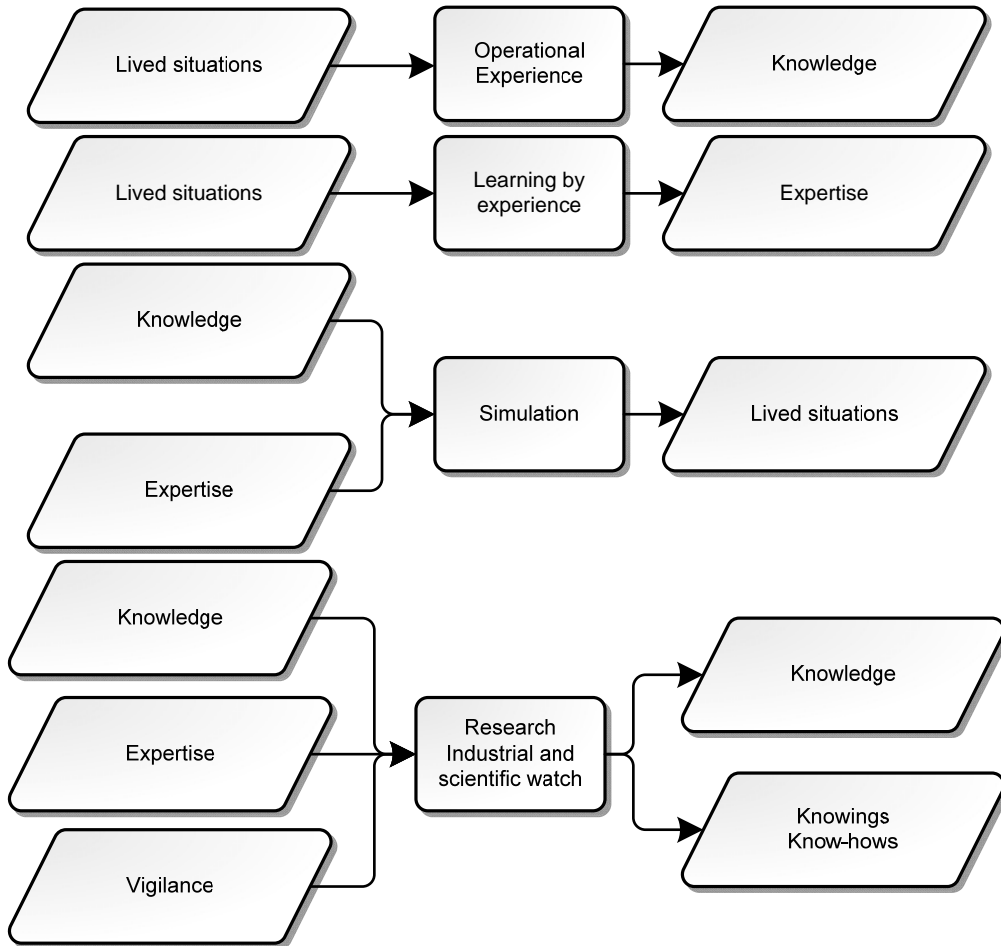 Lived situations
Operational
Experience
Knowledge
Lived situations
Learning by
experience
Expertise
Knowledge
Expertise
Simulation
Lived situations
Knowledge
Expertise
Vigilance
Research
Industrial and
scientific watch
Knowledge
Knowings
Know-hows